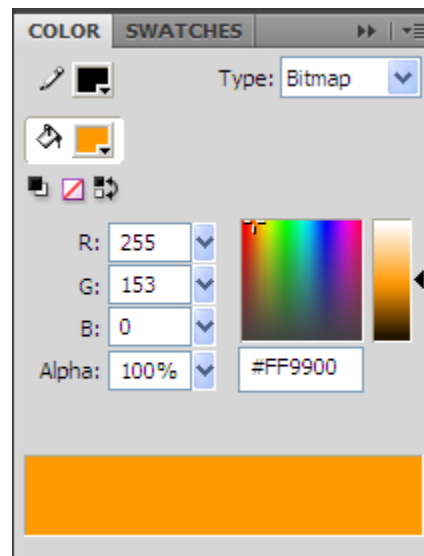 COLOR SWATCHES
Type: Bitmap
R: 255
G: 153
B: 0
Alpha: 100% #FF9900